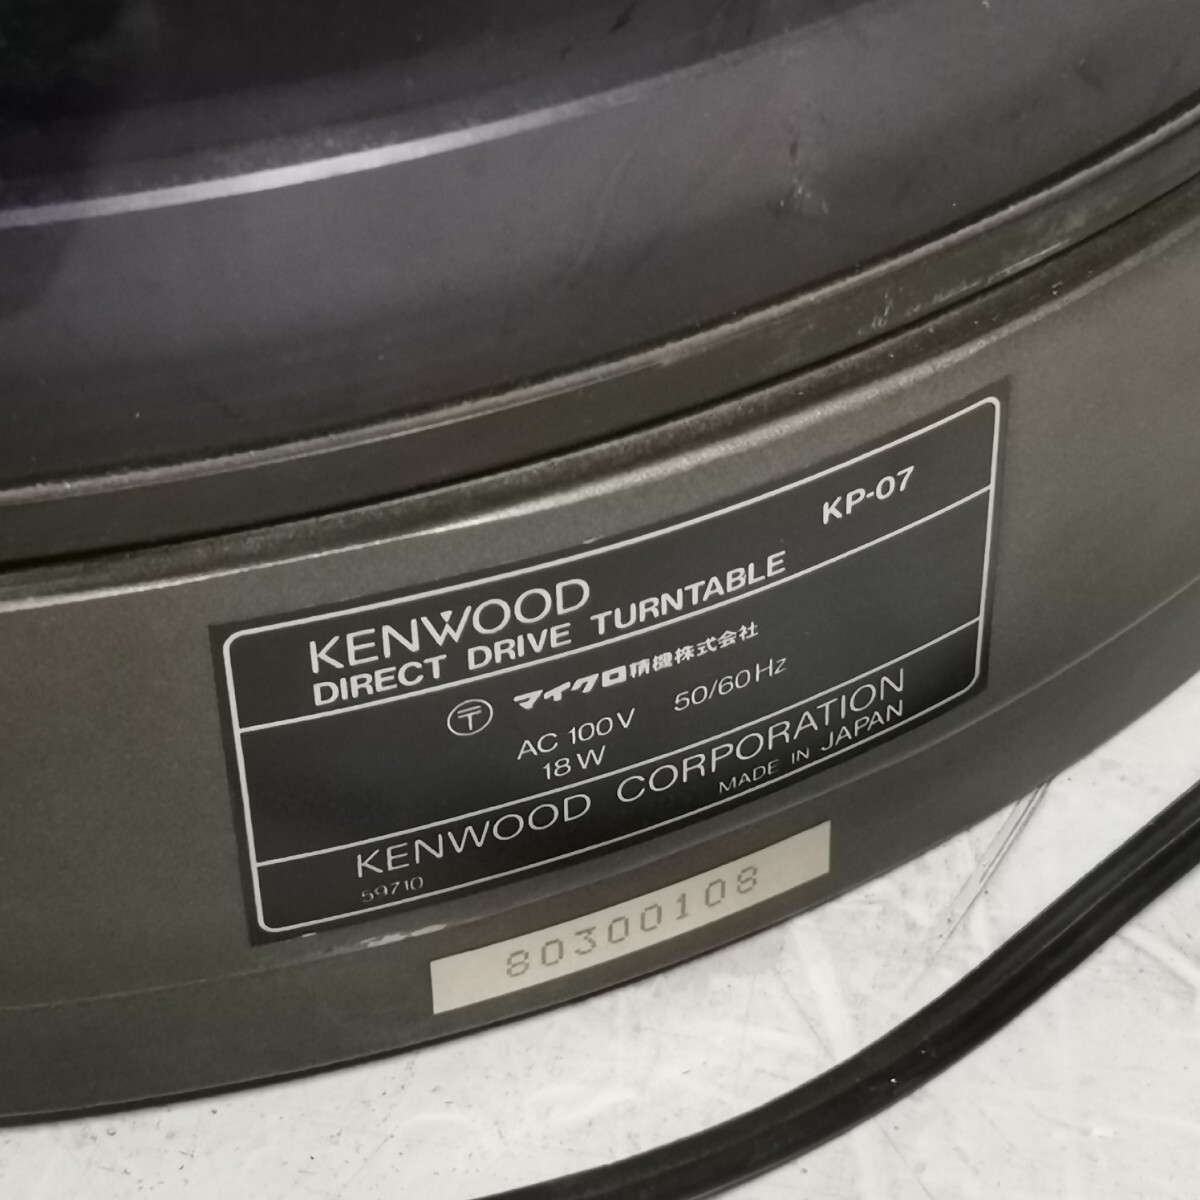 KP-07
KENWOOD
DIRECT DRIVE TURNTABLE
〒 マイクロ精機株式会社
AC 100V 50/60Hz
18W
KENWOOD CORPORATION
MADE IN JAPAN
59710
80300108